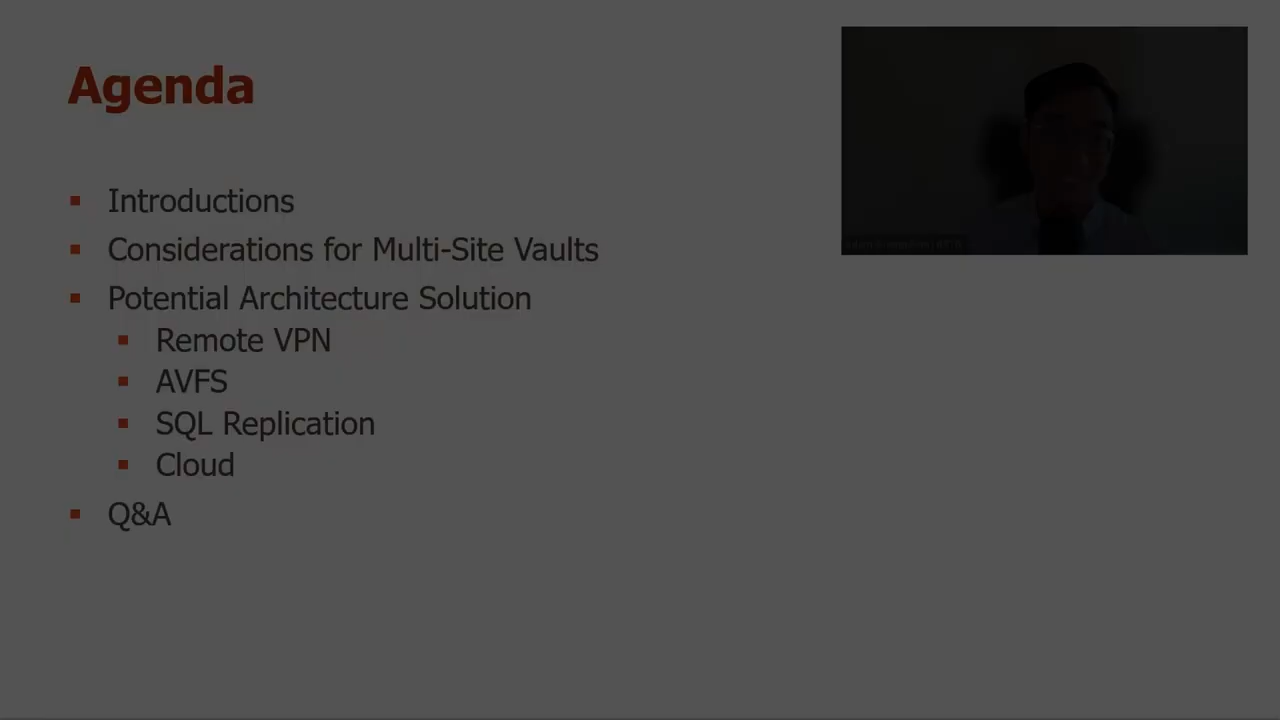 Agenda
Introductions
Considerations for Multi-Site Vaults
Potential Architecture Solution
Remote VPN
AVFS
SQL Replication
Cloud
Q&A